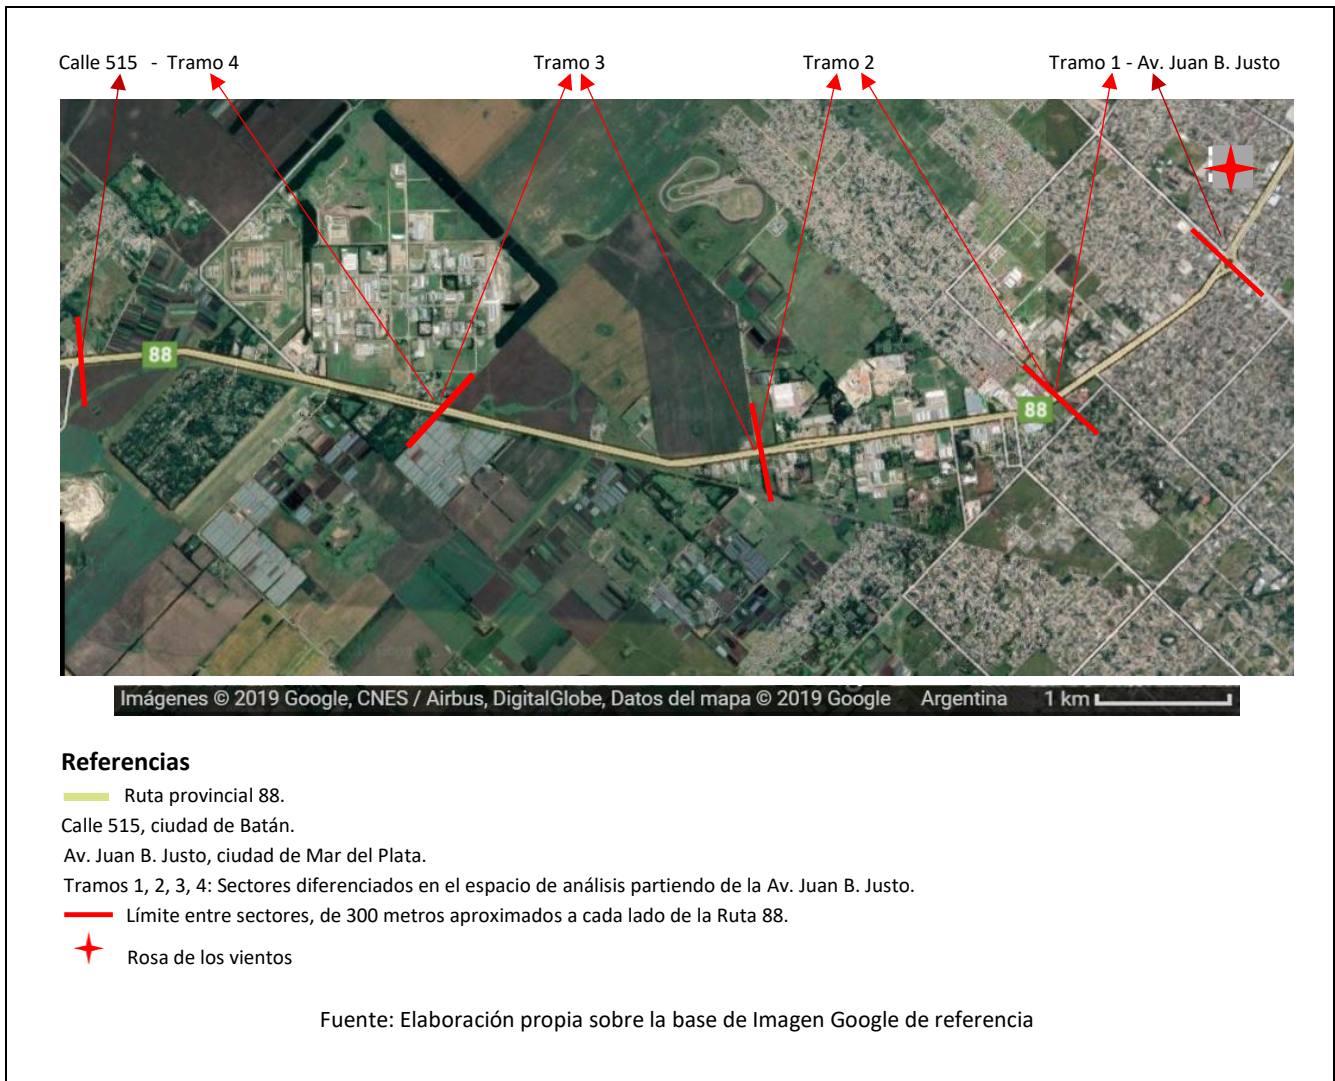 Calle 515 - Tramo 4 Tramo 3 Tramo 2 Tramo 1 - Av. Juan B. Justo
88
88
Imágenes © 2019 Google, CNES / Airbus, DigitalGlobe, Datos del mapa © 2019 Google Argentina 1 km
Referencias
Ruta provincial 88.
Calle 515, ciudad de Batán.
Av. Juan B. Justo, ciudad de Mar del Plata.
Tramos 1, 2, 3, 4: Sectores diferenciados en el espacio de análisis partiendo de la Av. Juan B. Justo.
Límite entre sectores, de 300 metros aproximados a cada lado de la Ruta 88.
Rosa de los vientos
Fuente: Elaboración propia sobre la base de Imagen Google de referencia